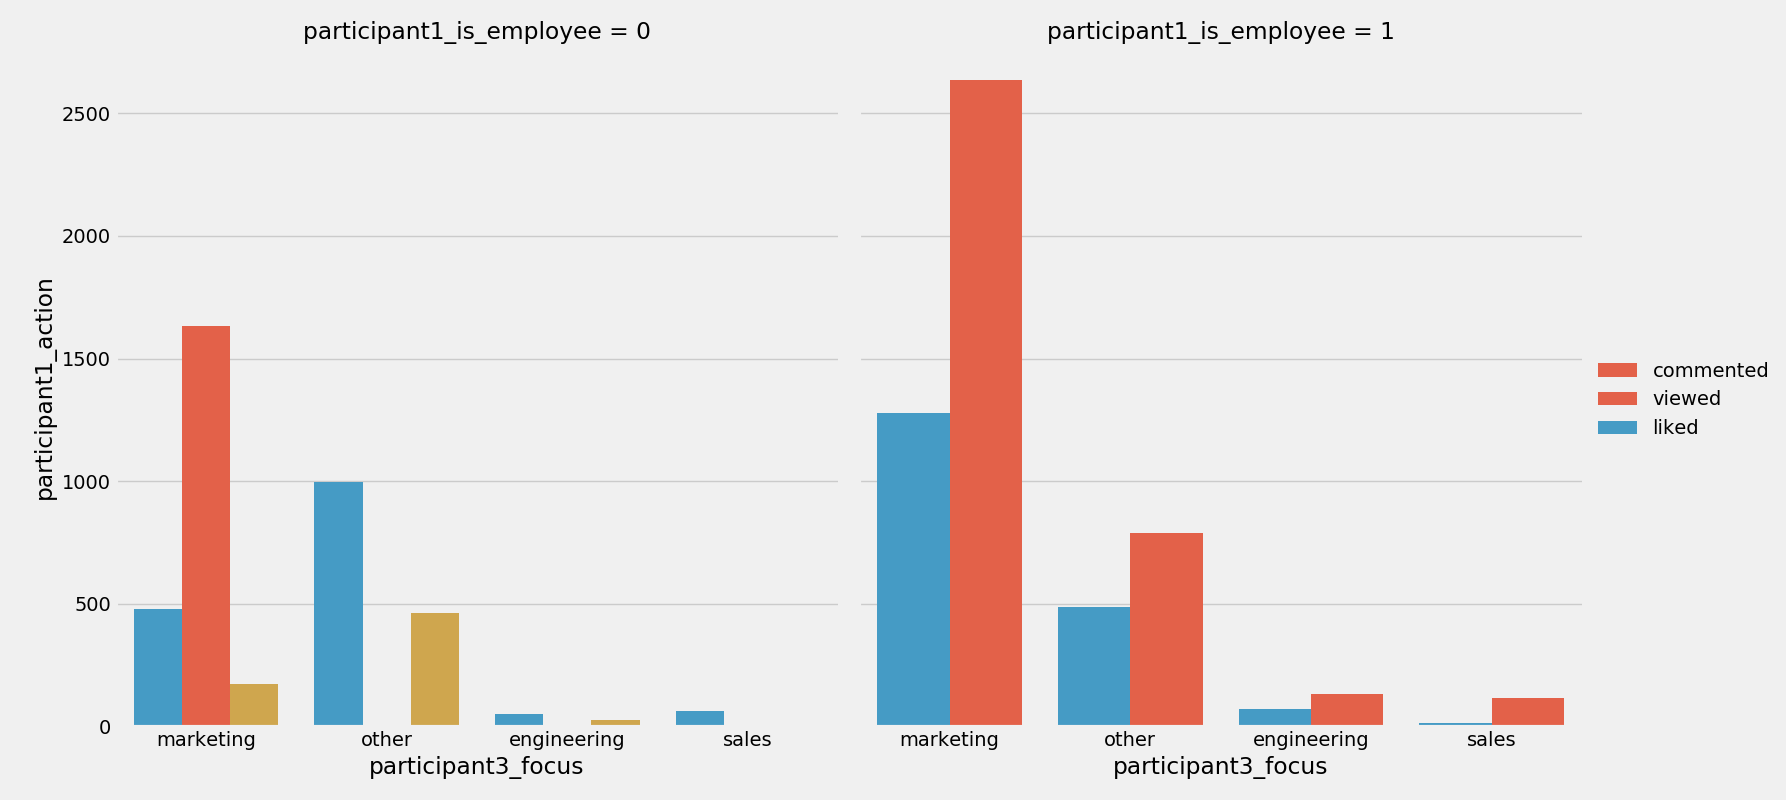 participant1_is_employee = 0
participant1_is_employee = 1
participant1_action
2500
2000
1500
1000
500
0
marketing other engineering sales
participant3_focus
marketing other engineering sales
participant3_focus
commented
viewed
liked